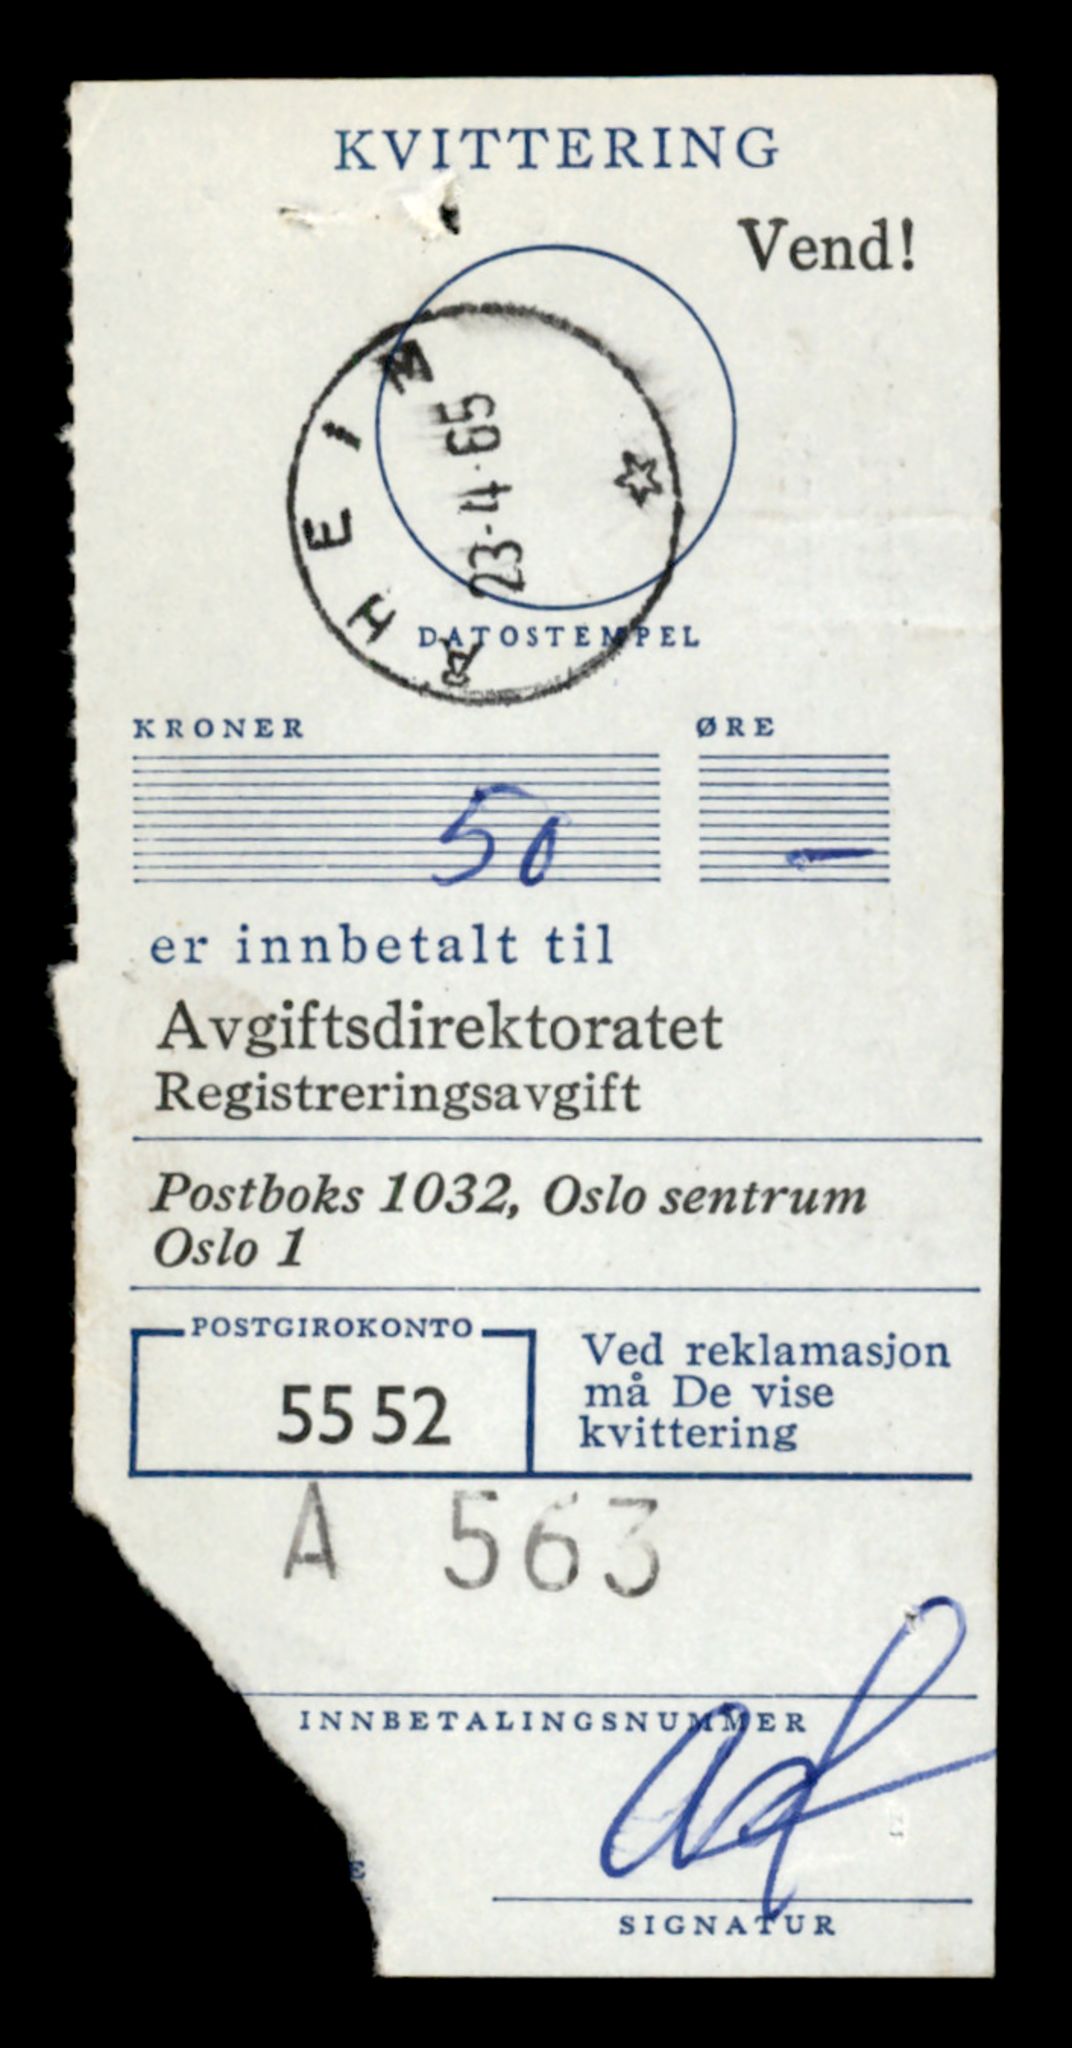 KVITTERING
Vend!
ÅHEIM
23-4-65
DATOSTEMPEL
KRONER ØRE
50 —
er innbetalt til
Avgiftsdirektoratet
Registreringsavgift
Postboks 1032, Oslo sentrum
Oslo 1
POSTGIROKONTO
55 52
Ved reklamasjon
må De vise
kvittering
A 563
INNBETALINGSNUMMER
E
SIGNATUR